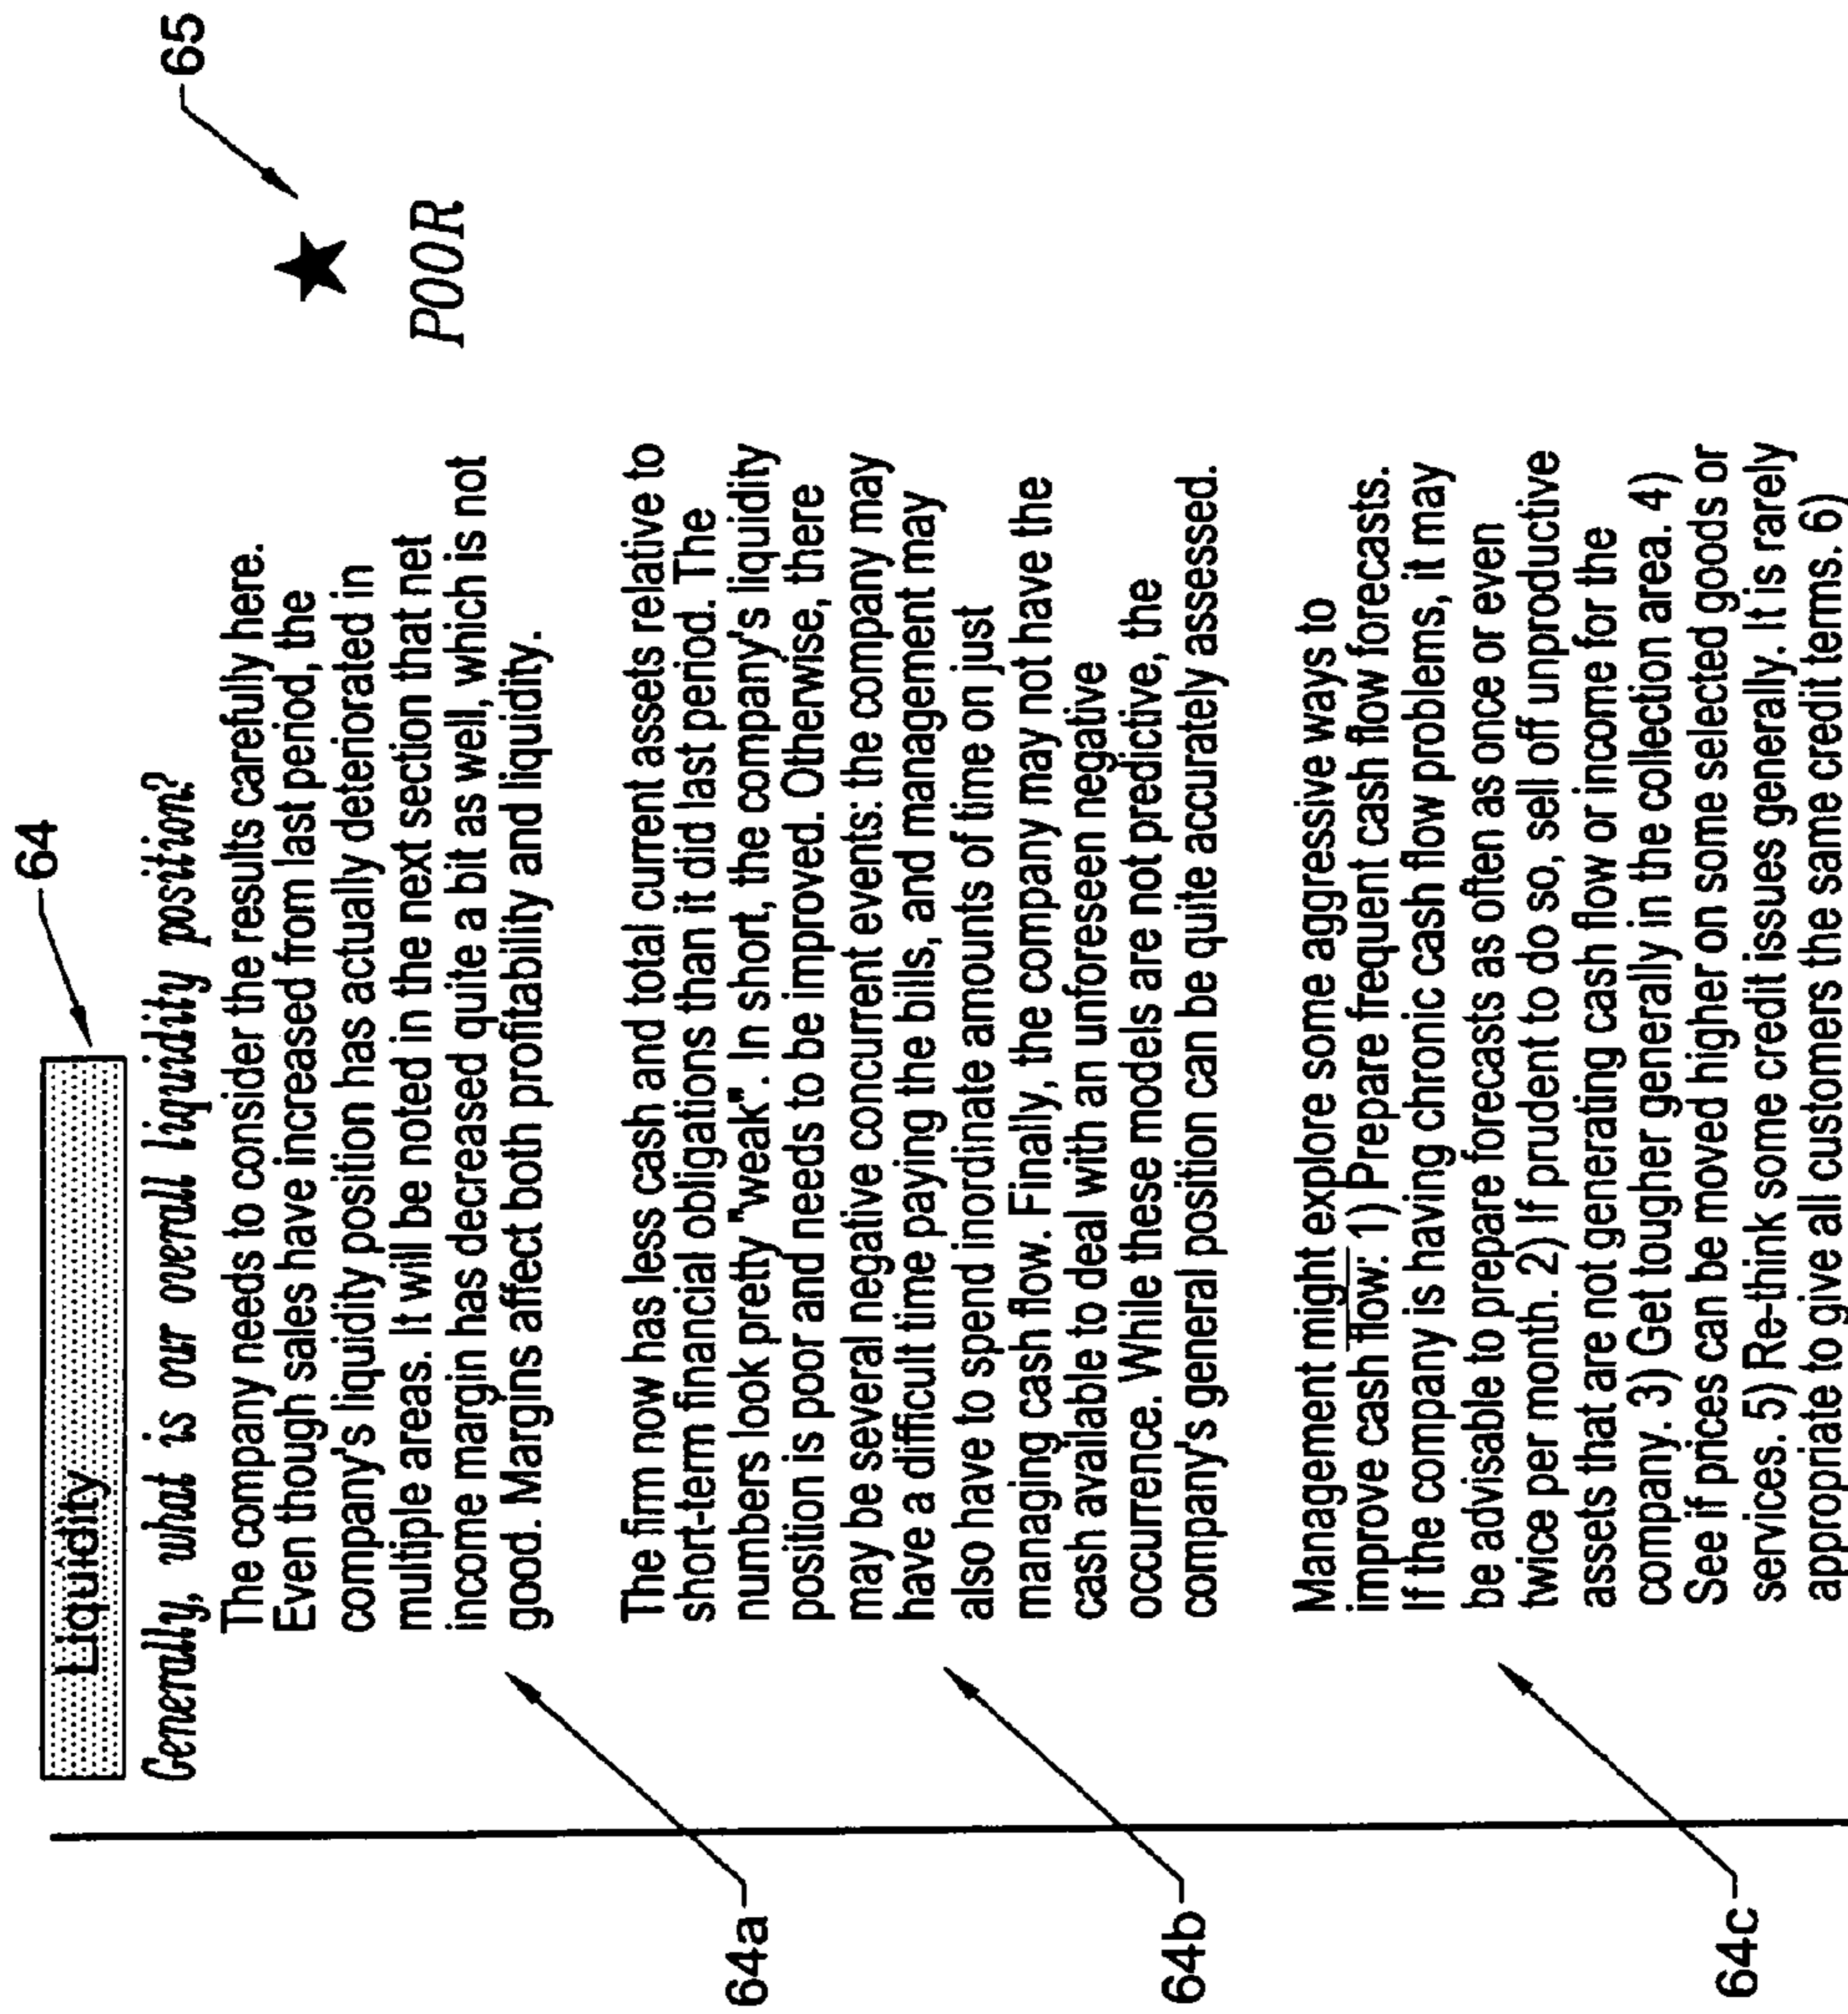 64
Liquidity
Generally, what is our overall liquidity position?
65
The company needs to consider the results carefully here.
Even though sales have increased from last period, the
company's liquidity position has actually deteriorated in
multiple areas. It will be noted in the next section that net
income margin has decreased quite a bit as well, which is not
good. Margins affect both profitability and liquidity.
POOR
64a
The firm now has less cash and total current assets relative to
short-term financial obligations than it did last period. The
numbers look pretty "weak". In short, the company's liquidity
position is poor and needs to be improved. Otherwise, there
may be several negative concurrent events: the company may
have a difficult time paying the bills, and management may
also have to spend inordinate amounts of time on just
managing cash flow. Finally, the company may not have the
cash available to deal with an unforeseen negative
occurrence. While these models are not predictive, the
company's general position can be quite accurately assessed.
64b
Management might explore some aggressive ways to
improve cash flow: 1) Prepare frequent cash flow forecasts.
If the company is having chronic cash flow problems, it may
be advisable to prepare forecasts as often as once or even
twice per month. 2) If prudent to do so, sell off unproductive
assets that are not generating cash flow or income for the
company. 3) Get tougher generally in the collection area. 4)
See if prices can be moved higher on some selected goods or
services. 5) Re-think some credit issues generally. It is rarely
appropriate to give all customers the same credit terms. 6)
64c